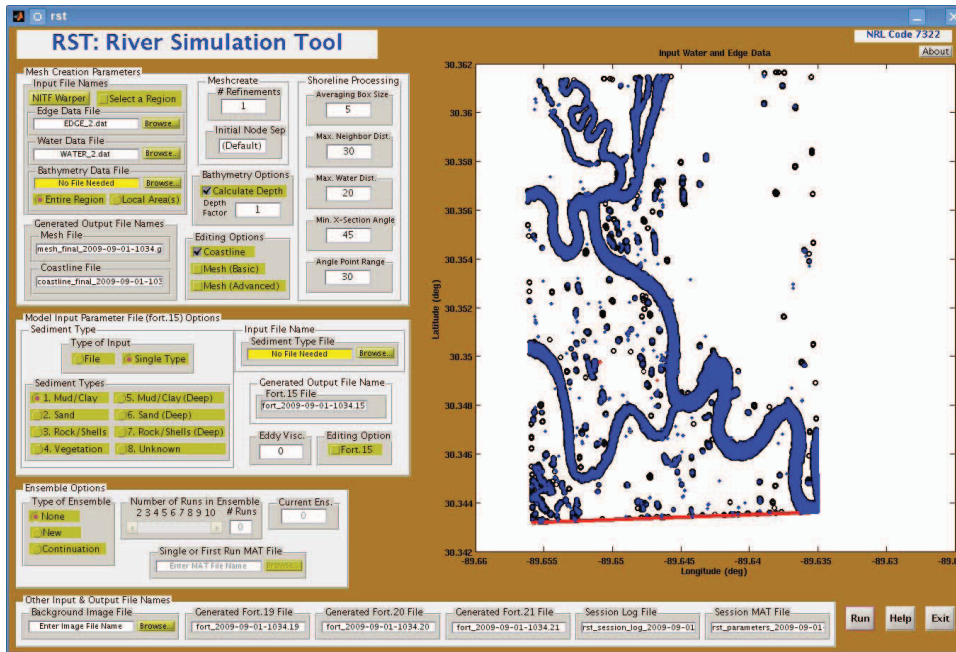 rst
RST: River Simulation Tool
NRL Code 7322
About
Mesh Creation Parameters
Input File Names
NITF Warper
Select a Region
Edge Data File
EDGE_2.dat
Browse...
Water Data File
WATER_2.dat
Browse...
Bathymetry Data File
No File Needed
Browse...
Entire Region
Local Area(s)
Generated Output File Names
Mesh File
mesh_final_2009-09-01-1034.g
Coastline File
coastline_final_2009-09-01-103
Meshcreate
# Refinements
1
Initial Node Sep
(Default)
Bathymetry Options
Calculate Depth
Depth Factor
1
Editing Options
Coastline
Mesh (Basic)
Mesh (Advanced)
Shoreline Processing
Averaging Box Size
5
Max. Neighbor Dist.
30
Max. Water Dist.
20
Min. X-Section Angle
45
Angle Point Range
30
Model Input Parameter File (fort.15) Options
Sediment Type
Type of Input
File
Single Type
Input File Name
Sediment Type File
No File Needed
Browse...
Sediment Types
1. Mud/Clay
5. Mud/Clay (Deep)
2. Sand
6. Sand (Deep)
3. Rock/Shells
7. Rock/Shells (Deep)
4. Vegetation
8. Unknown
Generated Output File Name
Fort.15 File
fort_2009-09-01-1034.15
Eddy Visc.
0
Editing Option
Fort.15
Ensemble Options
Type of Ensemble
None
New
Continuation
Number of Runs in Ensemble
2 3 4 5 6 7 8 9 10
# Runs
0
Current Ens.
0
Single or First Run MAT File
Enter MAT File Name
Browse...
Input Water and Edge Data
30.362
30.36
30.358
30.356
30.354
30.352
30.35
30.348
30.346
30.344
30.342
Latitude (deg)
-89.66
-89.655
-89.65
-89.645
-89.64
-89.635
-89.63
Longitude (deg)
Other Input & Output File Names
Background Image File
Enter Image File Name
Browse...
Generated Fort.19 File
fort_2009-09-01-1034.19
Generated Fort.20 File
fort_2009-09-01-1034.20
Generated Fort.21 File
fort_2009-09-01-1034.21
Session Log File
rst_session_log_2009-09-01
Session MAT File
rst_parameters_2009-09-01-
Run
Help
Exit